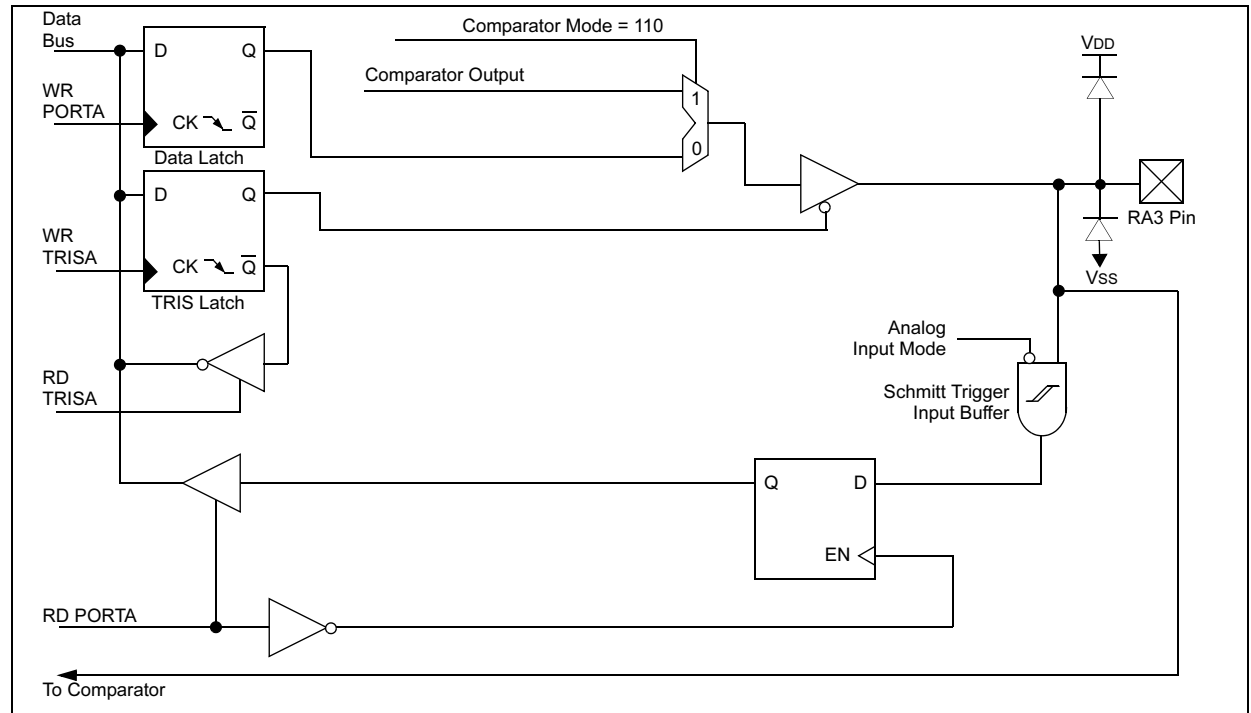 Data
Bus
D
Q
WR
PORTA
CK
Q̅
Data Latch
Comparator Mode = 110
Comparator Output
1
0
VDD
RA3 Pin
VSS
D
Q
WR
TRISA
CK
Q̅
TRIS Latch
RD
TRISA
Analog
Input Mode
Schmitt Trigger
Input Buffer
Q
D
EN
RD PORTA
To Comparator